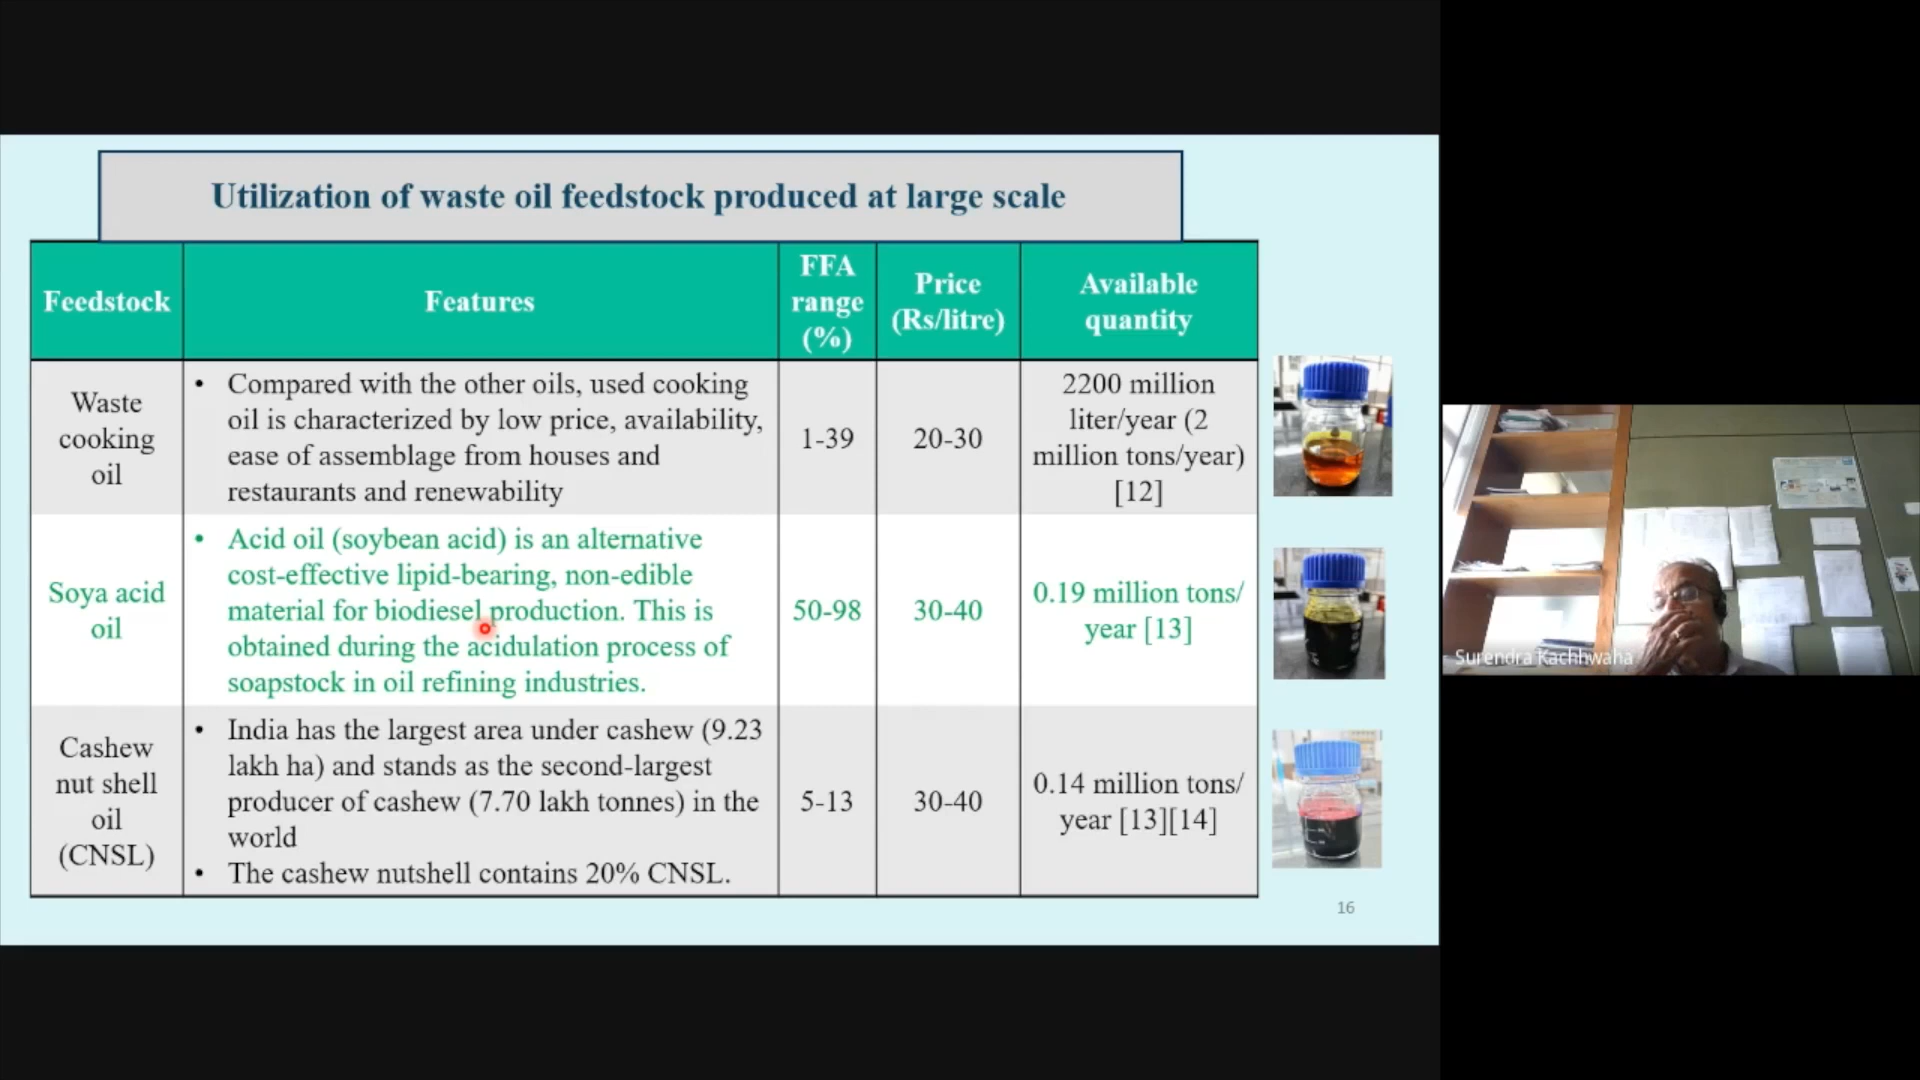 Utilization of waste oil feedstock produced at large scale
Feedstock
Features
FFA
range
(%)
Price
(Rs/litre)
Available
quantity
Waste
cooking
oil
• Compared with the other oils, used cooking
oil is characterized by low price, availability,
ease of assemblage from houses and
restaurants and renewability
1-39
20-30
2200 million
liter/year (2
million tons/year)
[12]
Soya acid
oil
• Acid oil (soybean acid) is an alternative
cost-effective lipid-bearing, non-edible
material for biodiesel production. This is
obtained during the acidulation process of
soapstock in oil refining industries.
50-98
30-40
0.19 million tons/
year [13]
Cashew
nut shell
oil
(CNSL)
• India has the largest area under cashew (9.23
lakh ha) and stands as the second-largest
producer of cashew (7.70 lakh tonnes) in the
world
• The cashew nutshell contains 20% CNSL.
5-13
30-40
0.14 million tons/
year [13][14]
16
Surendra Kachhwaha